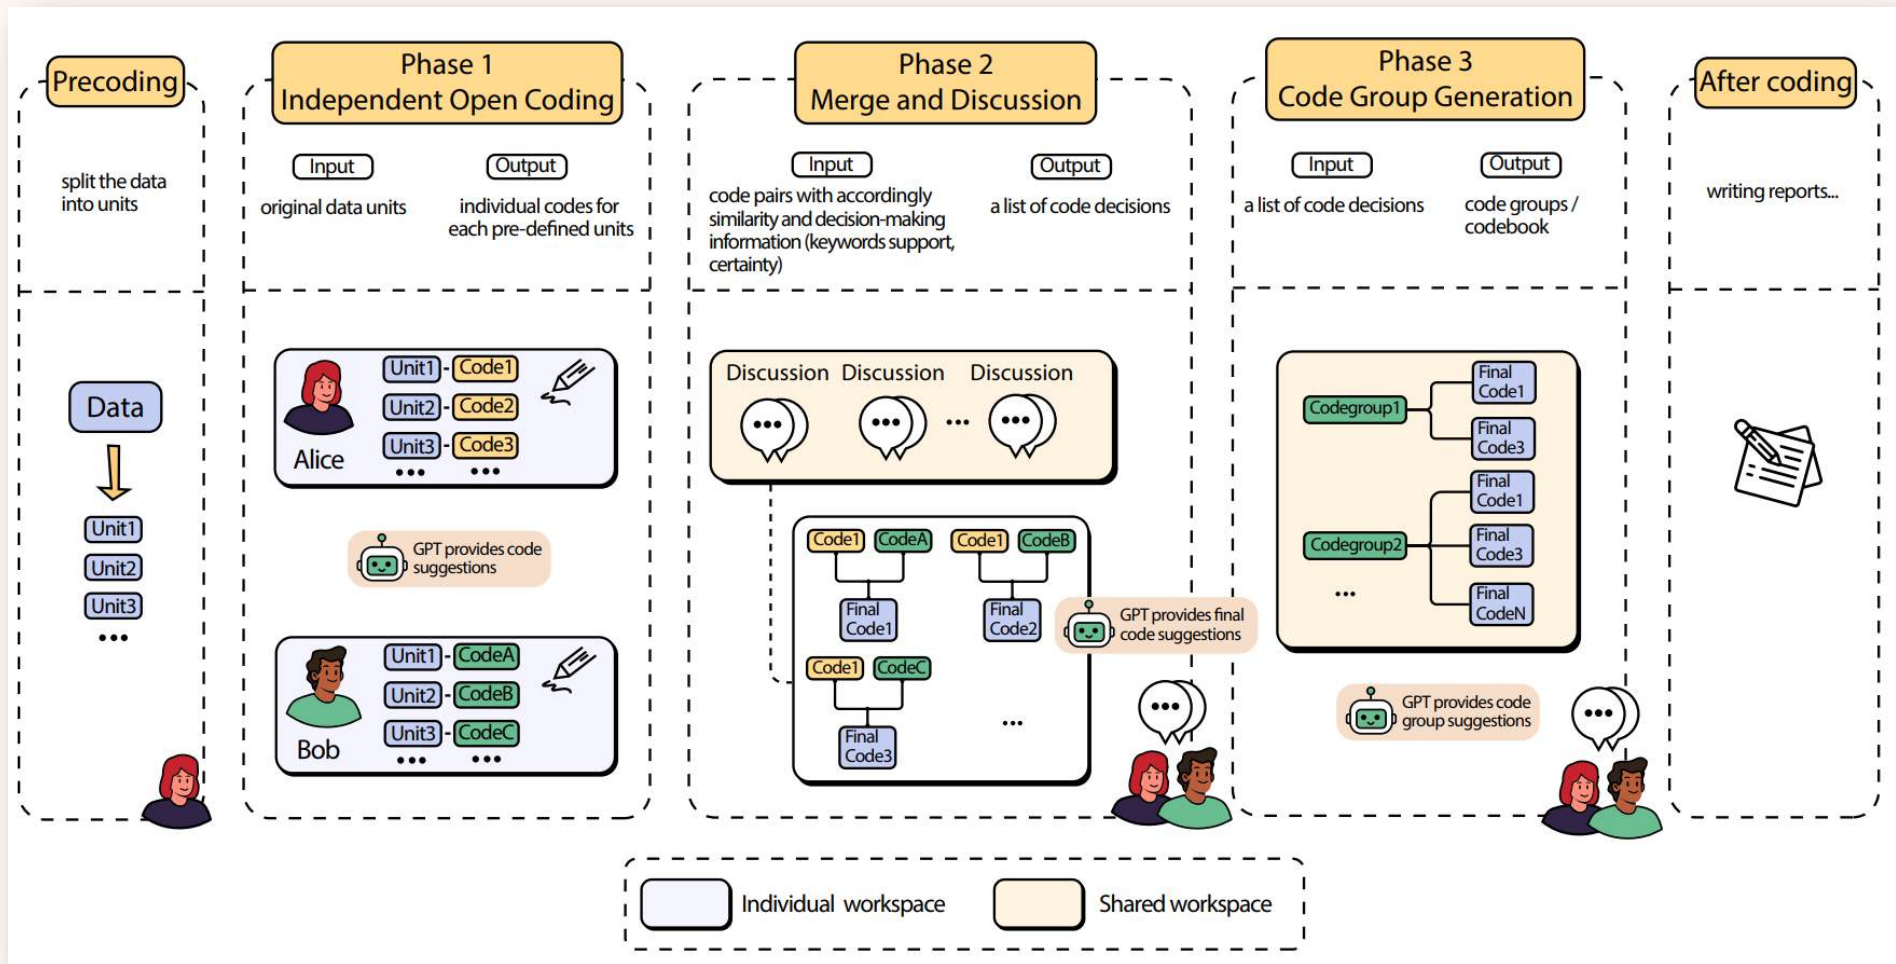 Precoding
split the data
into units
Data
Unit1
Unit2
Unit3
...
Phase 1
Independent Open Coding
Input
original data units
Output
individual codes for
each pre-defined units
Unit1 - Code1
Unit2 - Code2
Unit3 - Code3
... ...
Alice
GPT provides code
suggestions
Unit1 - CodeA
Unit2 - CodeB
Unit3 - CodeC
... ...
Bob
Phase 2
Merge and Discussion
Input
code pairs with accordingly
similarity and decision-making
information (keywords support,
certainty)
Output
a list of code decisions
Discussion Discussion Discussion
... ... ... ...
Code1 CodeA Code1 CodeB
Final
Code1
Final
Code2
Code1 CodeC
Final
Code3
...
GPT provides final
code suggestions
...
Phase 3
Code Group Generation
Input
a list of code decisions
Output
code groups /
codebook
Codegroup1
Final
Code1
Final
Code3
Codegroup2
Final
Code1
Final
Code3
Final
CodeN
...
GPT provides code
group suggestions
...
After coding
writing reports...
Individual workspace
Shared workspace